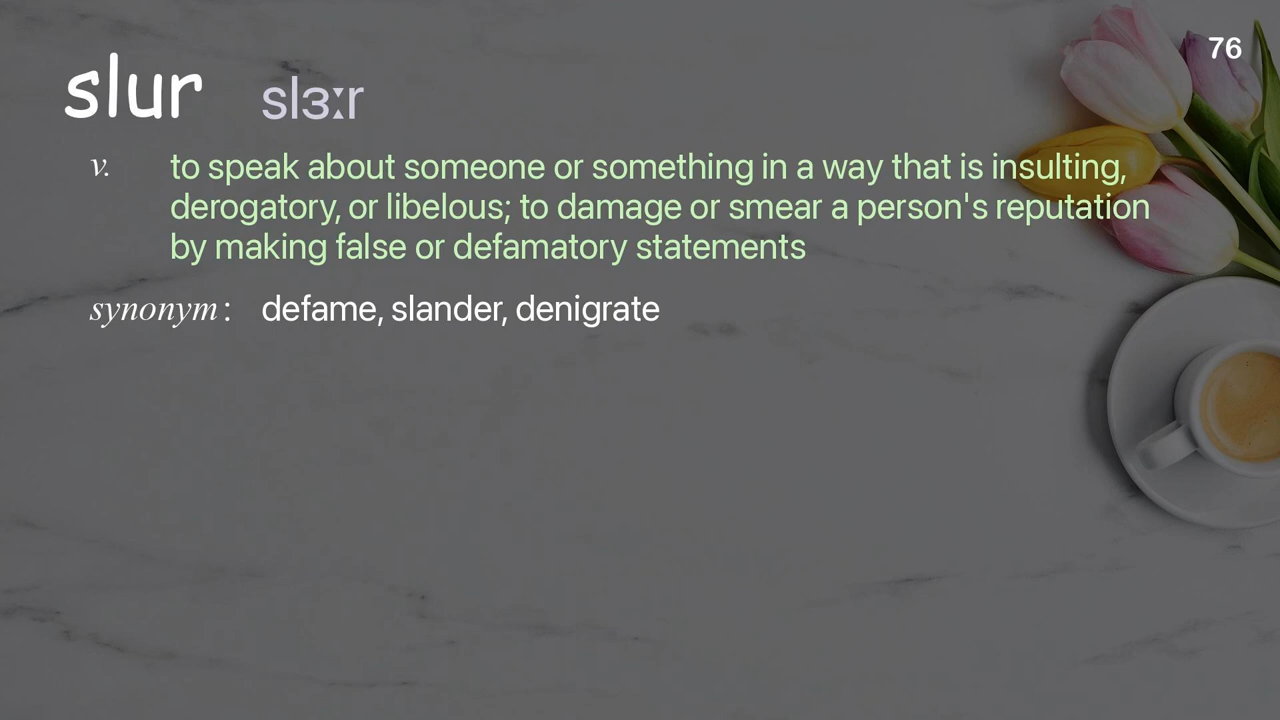 76
slur slɜːr
v. to speak about someone or something in a way that is insulting,
derogatory, or libelous; to damage or smear a person's reputation
by making false or defamatory statements
synonym: defame, slander, denigrate